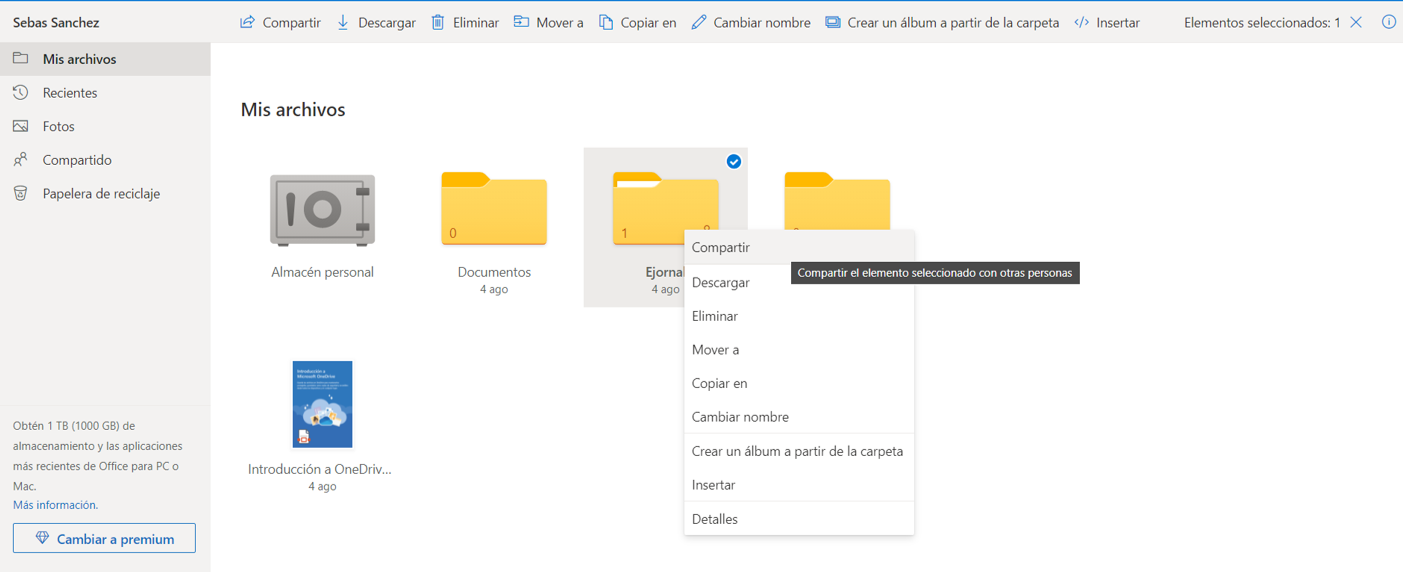 Sebas Sanchez
Compartir
Descargar
Eliminar
Mover a
Copiar en
Cambiar nombre
Crear un álbum a partir de la carpeta
Insertar
Elementos seleccionados: 1
Mis archivos
Recientes
Fotos
Compartido
Papelera de reciclaje
Mis archivos
Almacén personal
0
Documentos
4 ago
1
Ejornal
4 ago
Compartir
Compartir el elemento seleccionado con otras personas
Descargar
Eliminar
Mover a
Copiar en
Cambiar nombre
Crear un álbum a partir de la carpeta
Insertar
Detalles
Introducción a
Microsoft OneDrive
Introducción a OneDriv...
4 ago
Obtén 1 TB (1000 GB) de
almacenamiento y las aplicaciones
más recientes de Office para PC o
Mac.
Más información.
Cambiar a premium